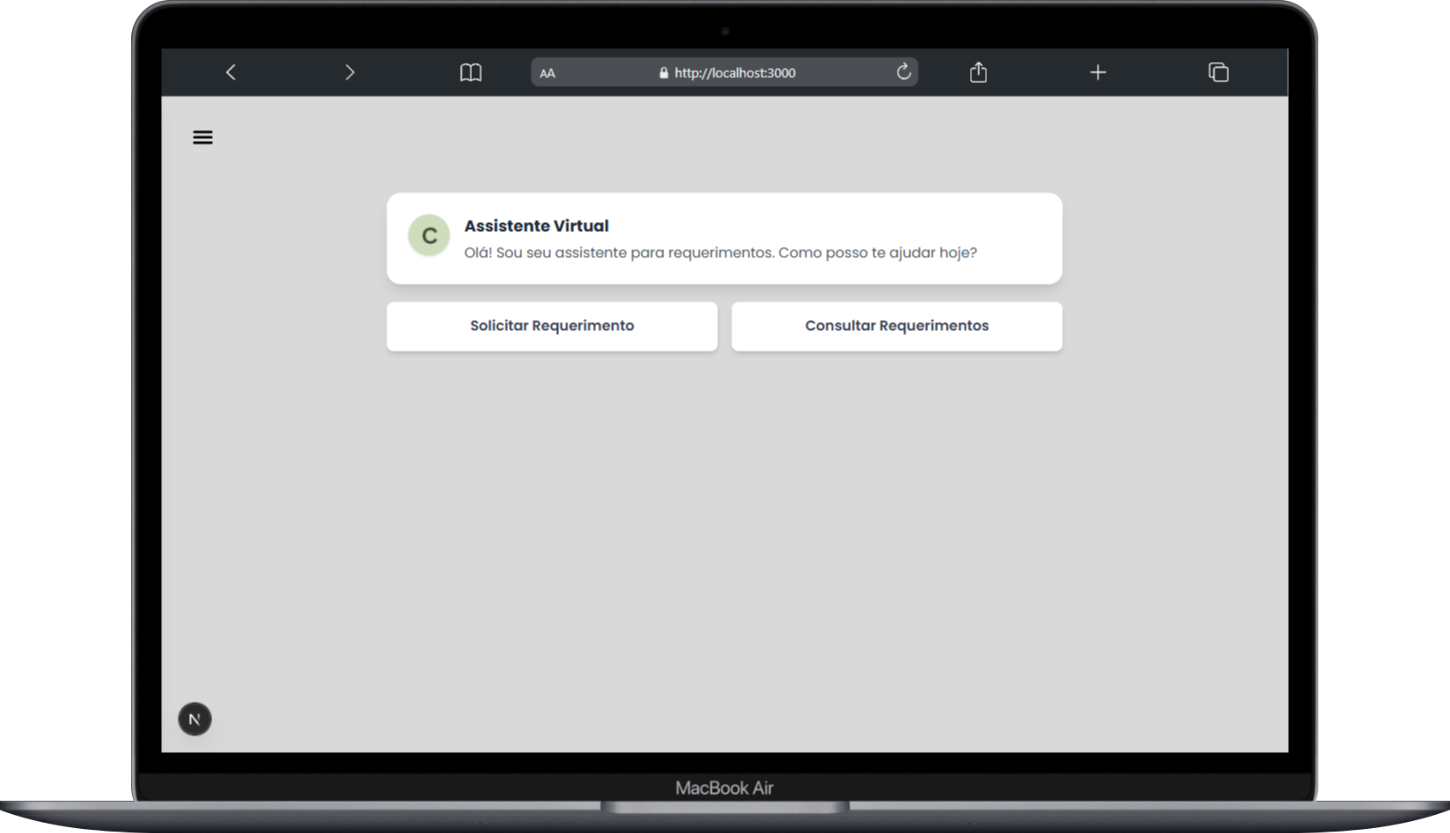 AA
http://localhost:3000
C
Assistente Virtual
Olá! Sou seu assistente para requerimentos. Como posso te ajudar hoje?
Solicitar Requerimento
Consultar Requerimentos
N
MacBook Air